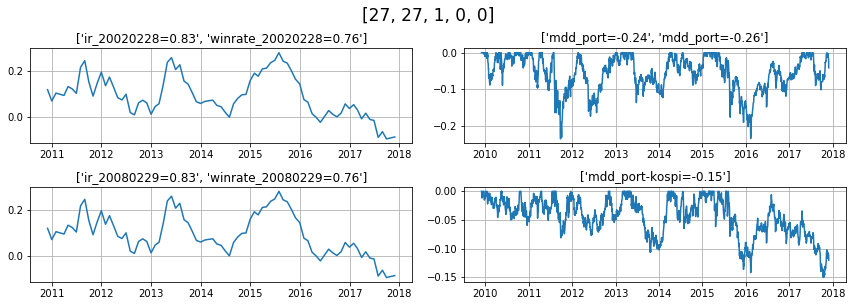 [27, 27, 1, 0, 0]
['ir_20020228=0.83', 'winrate_20020228=0.76']
0.2
0.0
2011 2012 2013 2014 2015 2016 2017 2018
['mdd_port=-0.24', 'mdd_port=-0.26']
0.0
−0.1
−0.2
2010 2011 2012 2013 2014 2015 2016 2017 2018
['ir_20080229=0.83', 'winrate_20080229=0.76']
0.2
0.0
2011 2012 2013 2014 2015 2016 2017 2018
['mdd_port-kospi=-0.15']
0.00
−0.05
−0.10
−0.15
2010 2011 2012 2013 2014 2015 2016 2017 2018